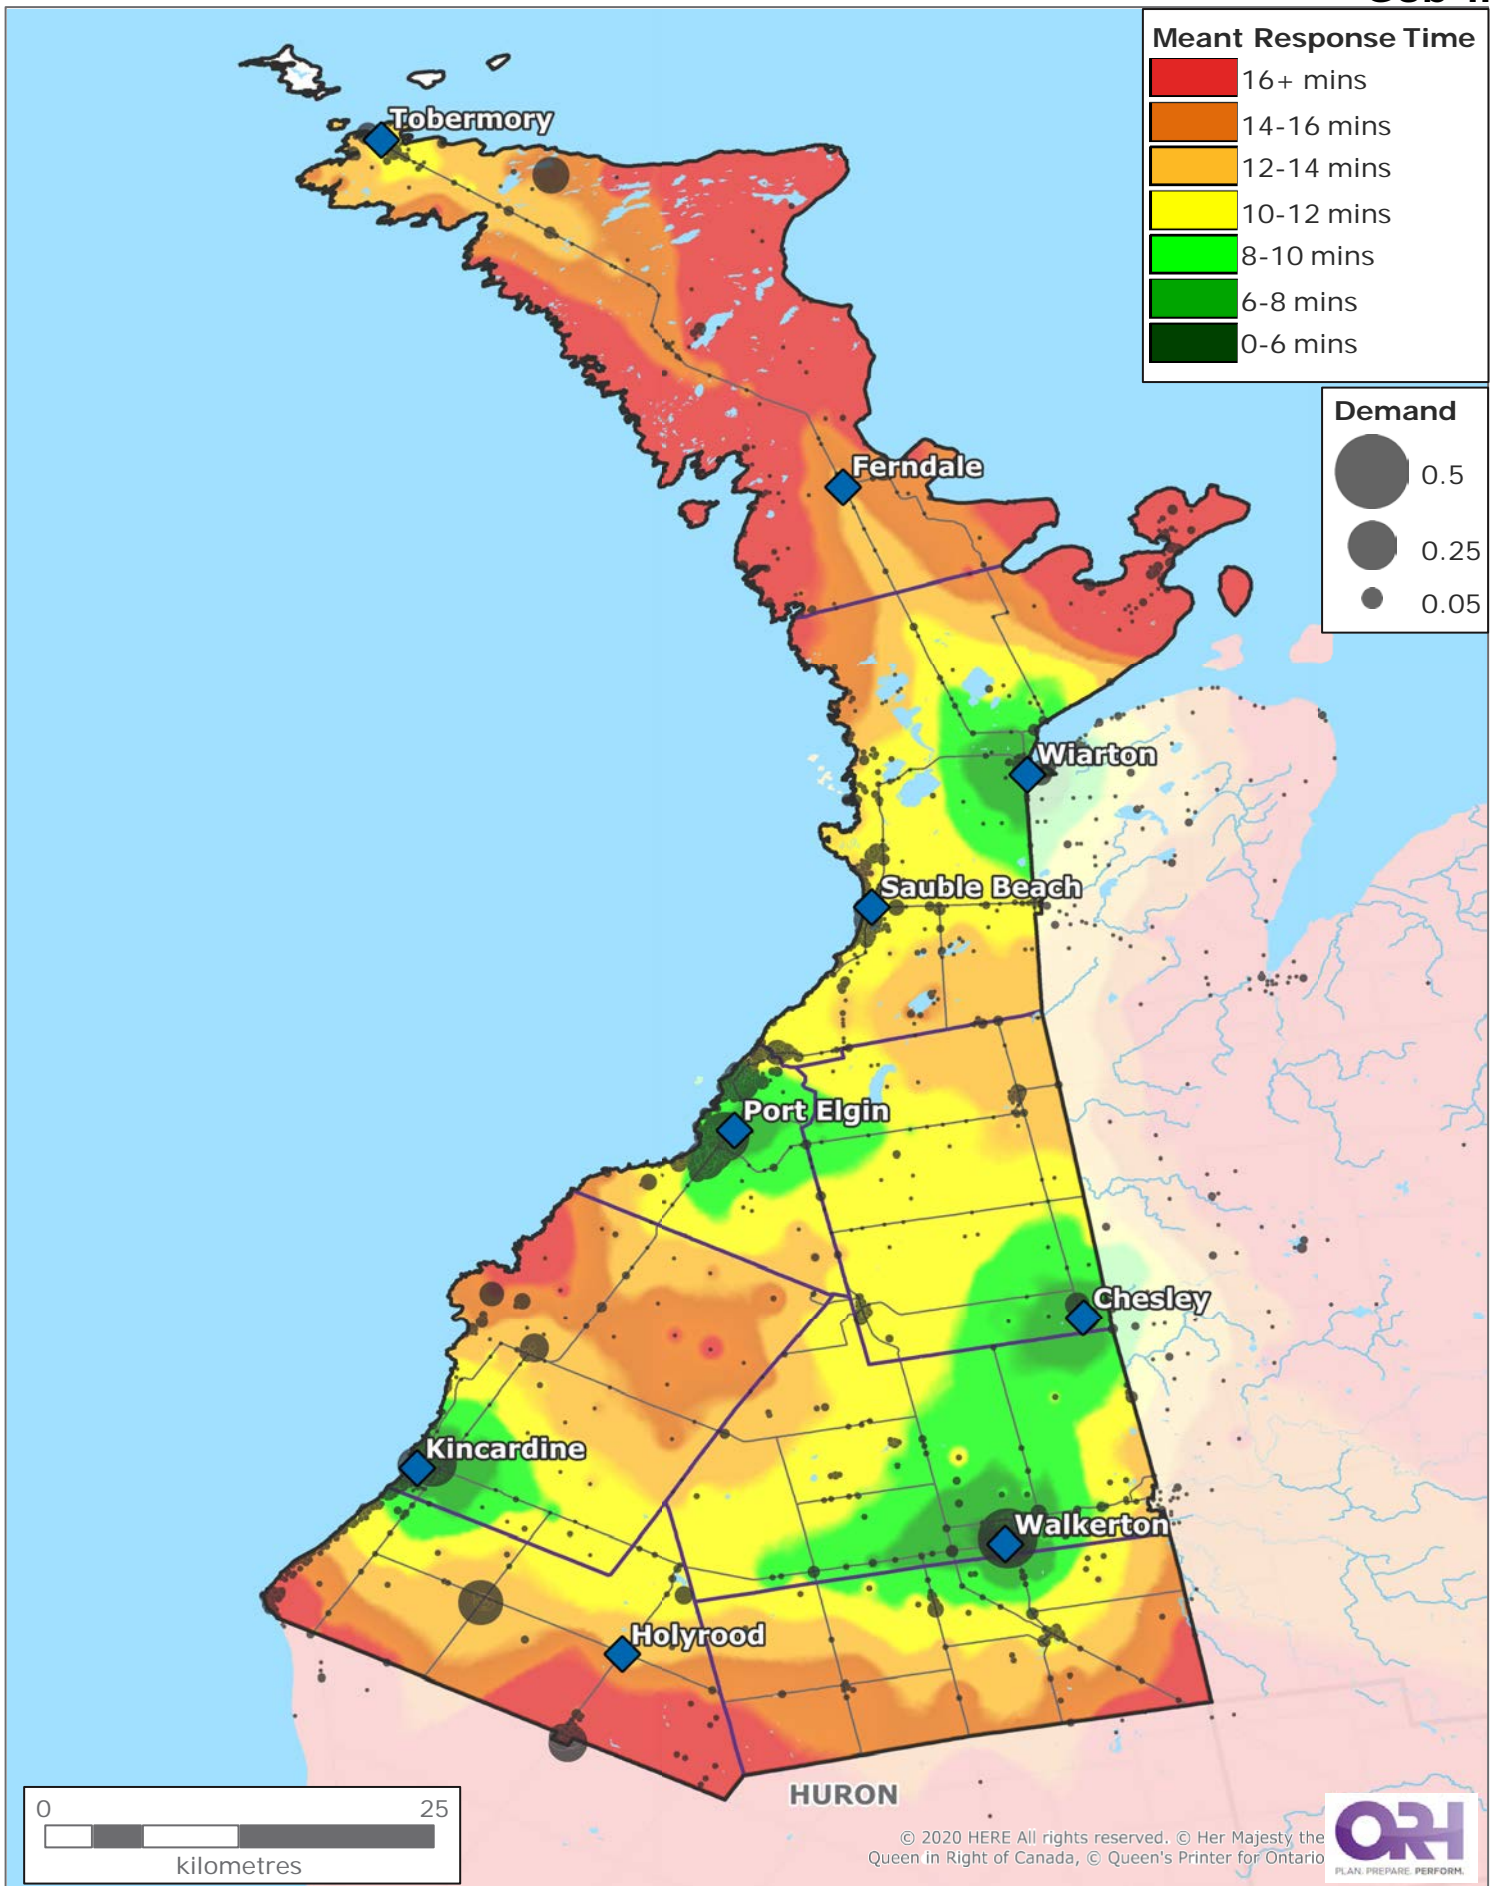 Meant Response Time
16+ mins
14-16 mins
12-14 mins
10-12 mins
8-10 mins
6-8 mins
0-6 mins
Demand
0.5
0.25
0.05
Tobermory
Ferndale
Wiarton
Sauble Beach
Port Elgin
Chesley
Kincardine
Walkerton
Holyrood
HURON
0 25
kilometres
© 2020 HERE All rights reserved. © Her Majesty the
Queen in Right of Canada, © Queen's Printer for Ontario
ORH
PLAN. PREPARE. PERFORM.